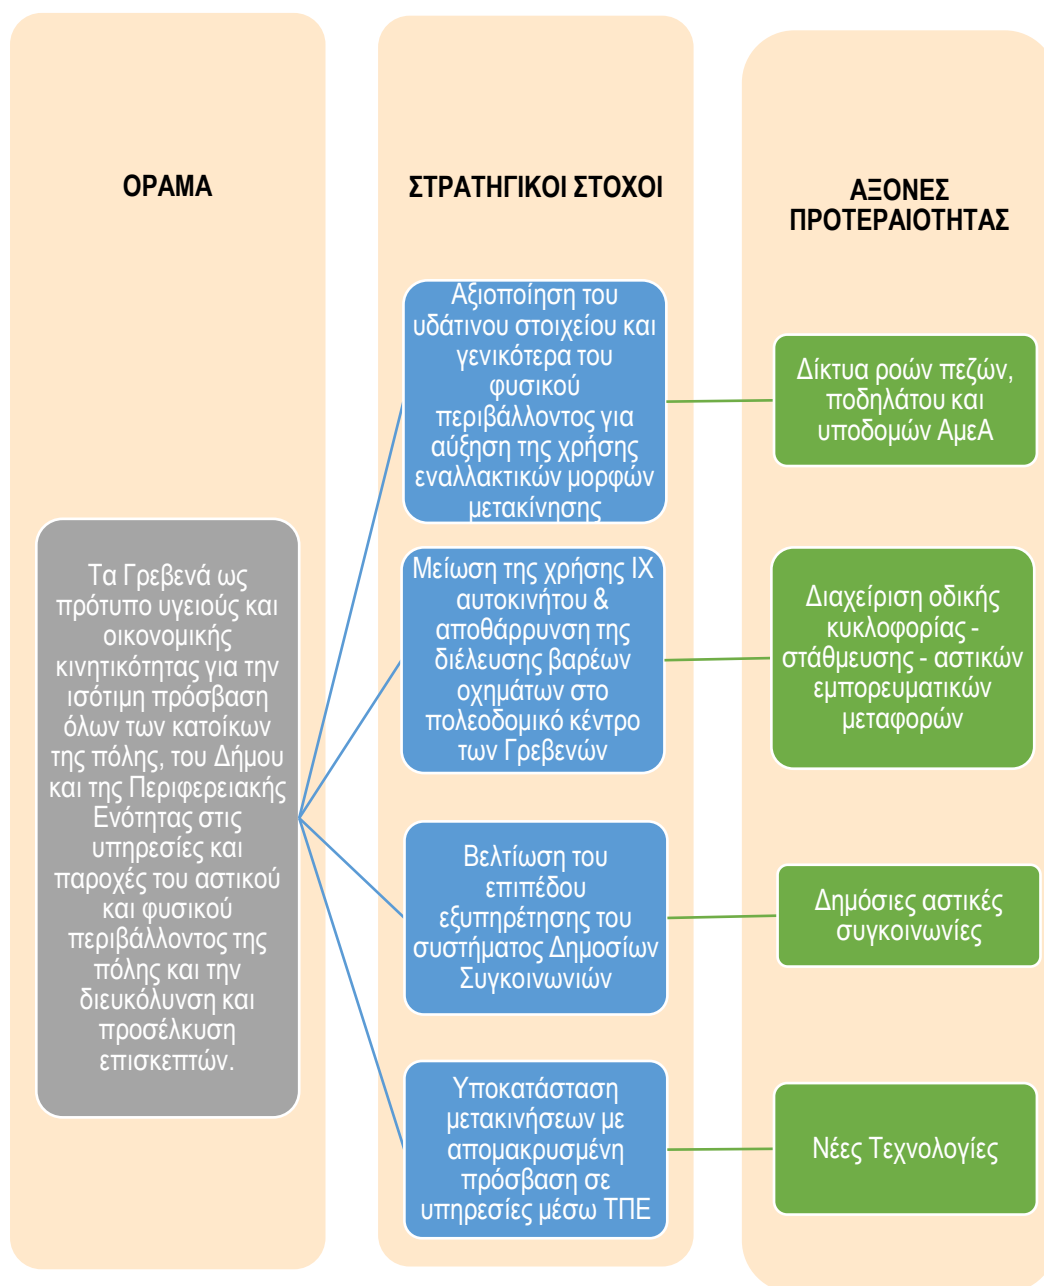 ΟΡΑΜΑ
Τα Γρεβενά ως
πρότυπο υγειούς και
οικονομικής
κινητικότητας για την
ισότιμη πρόσβαση
όλων των κατοίκων
της πόλης, του Δήμου
και της Περιφερειακής
Ενότητας στις
υπηρεσίες και
παροχές του αστικού
και φυσικού
περιβάλλοντος της
πόλης και την
διευκόλυνση και
προσέλκυση
επισκεπτών.
ΣΤΡΑΤΗΓΙΚΟΙ ΣΤΟΧΟΙ
Αξιοποίηση του
υδάτινου στοιχείου και
γενικότερα του
φυσικού
περιβάλλοντος για
αύξηση της χρήσης
εναλλακτικών μορφών
μετακίνησης
Μείωση της χρήσης ΙΧ
αυτοκινήτου &
αποθάρρυνση της
διέλευσης βαρέων
οχημάτων στο
πολεοδομικό κέντρο
των Γρεβενών
Βελτίωση του
επιπέδου
εξυπηρέτησης του
συστήματος Δημοσίων
Συγκοινωνιών
Υποκατάσταση
μετακινήσεων με
απομακρυσμένη
πρόσβαση σε
υπηρεσίες μέσω ΤΠΕ
ΑΞΟΝΕΣ
ΠΡΟΤΕΡΑΙΟΤΗΤΑΣ
Δίκτυα ροών πεζών,
ποδηλάτου και
υποδομών ΑμεΑ
Διαχείριση οδικής
κυκλοφορίας -
στάθμευσης - αστικών
εμπορευματικών
μεταφορών
Δημόσιες αστικές
συγκοινωνίες
Νέες Τεχνολογίες